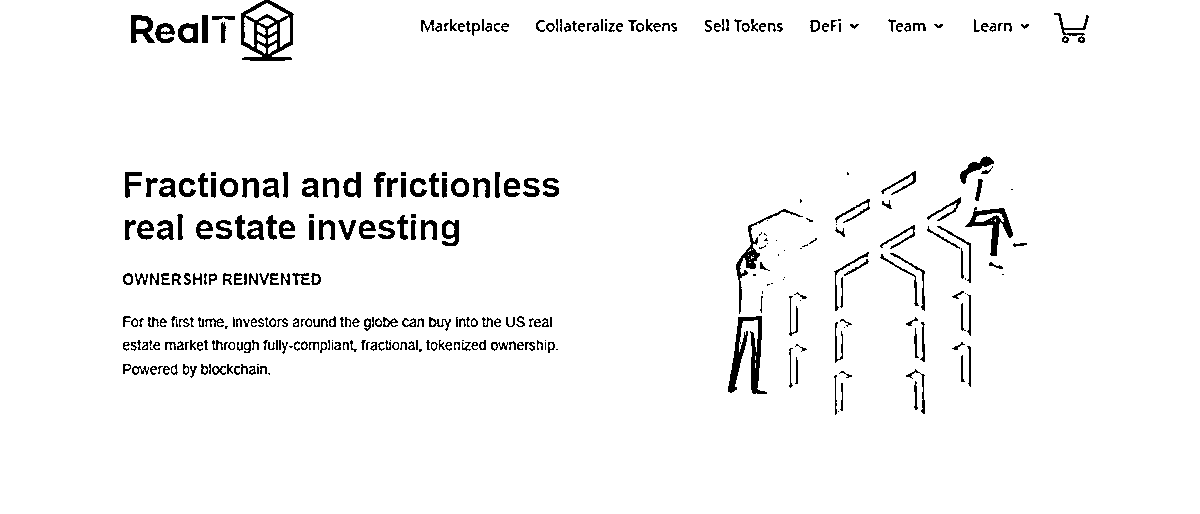 RealT
Marketplace Collateralize Tokens Sell Tokens DeFi Team Learn
Fractional and frictionless
real estate investing
OWNERSHIP REINVENTED
For the first time, investors around the globe can buy into the US real
estate market through fully-compliant, fractional, tokenized ownership.
Powered by blockchain.